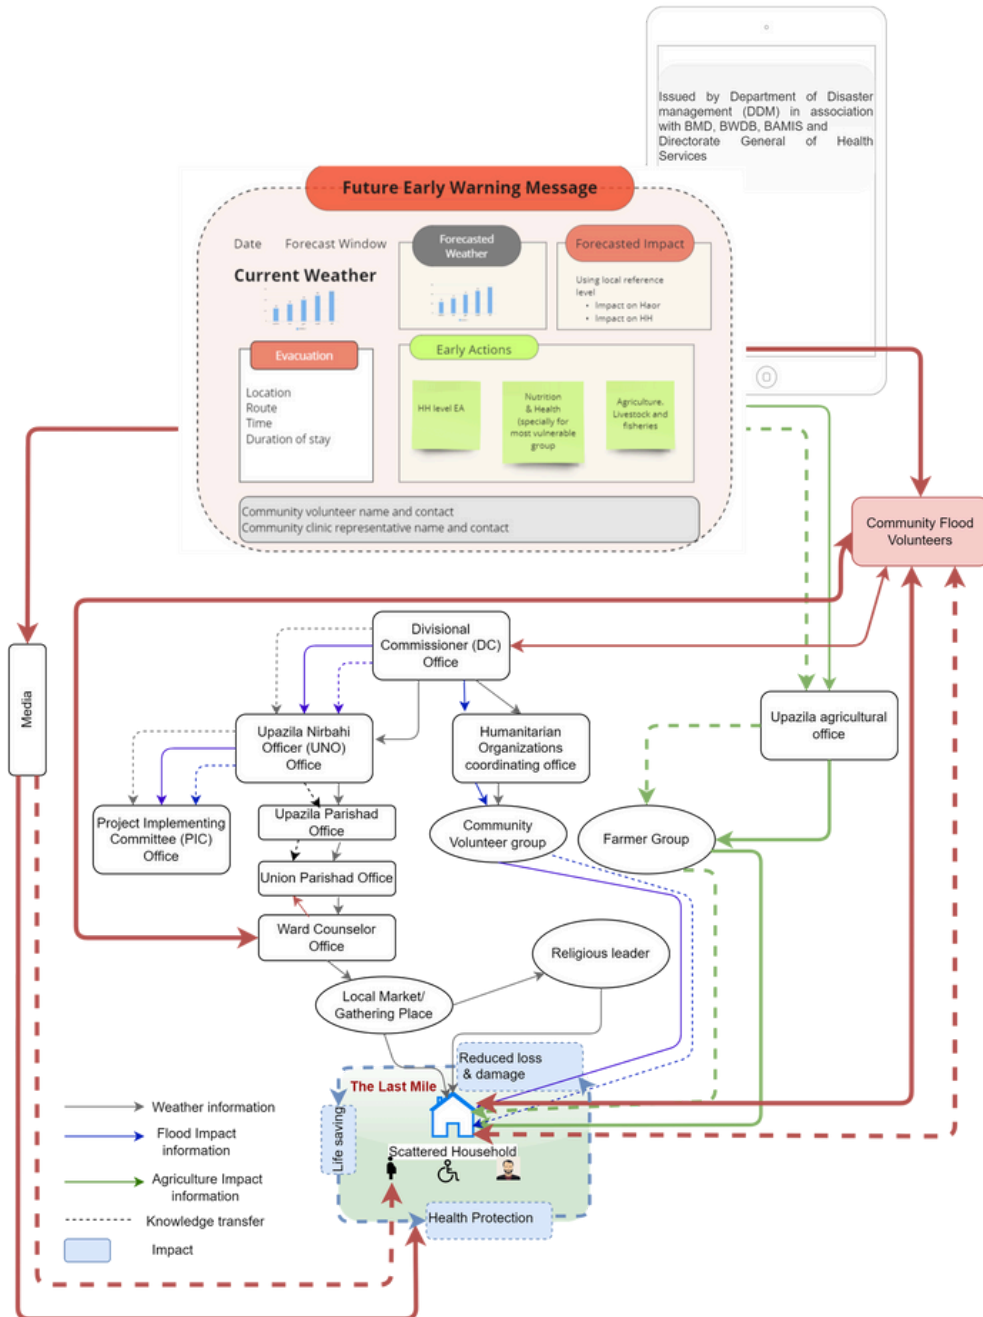 Issued by Department of Disaster
management (DDM) in association
with BMD, BWDB, BAMIS and
Directorate General of Health
Services
Future Early Warning Message
Date Forecast Window
Current Weather
Forecasted
Weather
Forecasted Impact
Using local reference
level
• Impact on Haor
• Impact on HH
Evacuation
Location
Route
Time
Duration of stay
Early Actions
HH level EA
Nutrition
& Health
(specially for
most vulnerable
group
Agriculture.
Livestock and
fisheries
Community volunteer name and contact
Community clinic representative name and contact
Community Flood
Volunteers
Divisional
Commissioner (DC)
Office
Media
Upazila Nirbahi
Officer (UNO)
Office
Humanitarian
Organizations
coordinating office
Upazila agricultural
office
Project Implementing
Committee (PIC)
Office
Upazila Parishad
Office
Community
Volunteer group
Farmer Group
Union Parishad Office
Ward Counselor
Office
Religious leader
Local Market/
Gathering Place
Reduced loss
& damage
The Last Mile
Life saving
Scattered Household
Health Protection
Weather information
Flood Impact
information
Agriculture Impact
information
Knowledge transfer
Impact